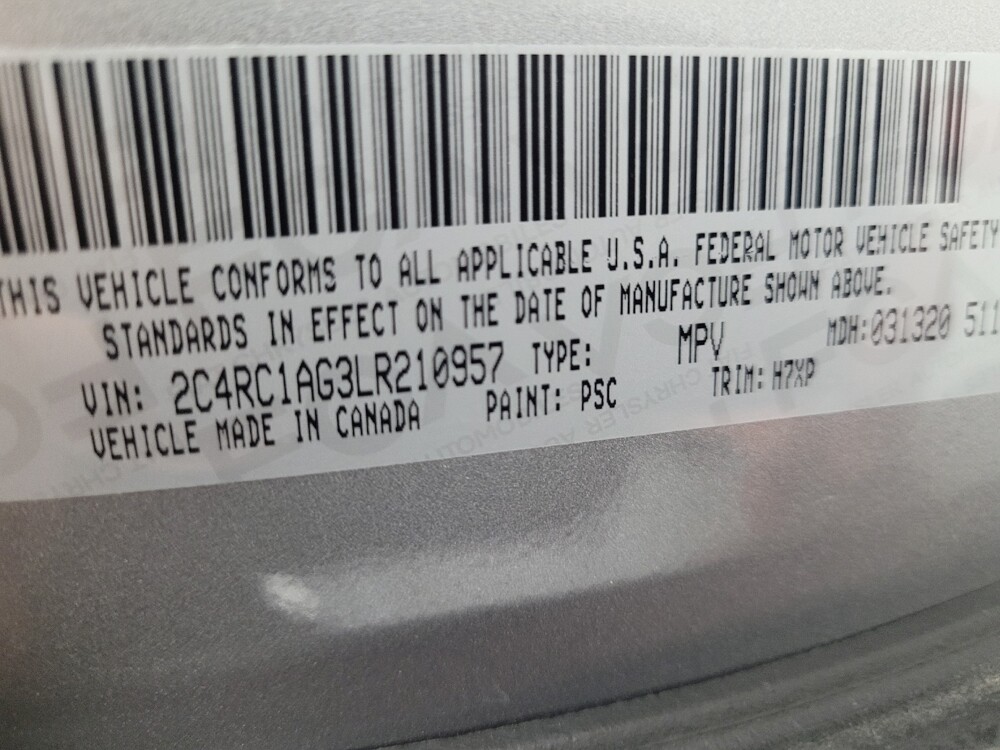 THIS VEHICLE CONFORMS TO ALL APPLICABLE U.S.A. FEDERAL MOTOR VEHICLE SAFETY
STANDARDS IN EFFECT ON THE DATE OF MANUFACTURE SHOWN ABOVE.
VIN: 2C4RC1AG3LR210957 TYPE: MPV MDH:031320 511
VEHICLE MADE IN CANADA PAINT: PSC TRIM: H7XP